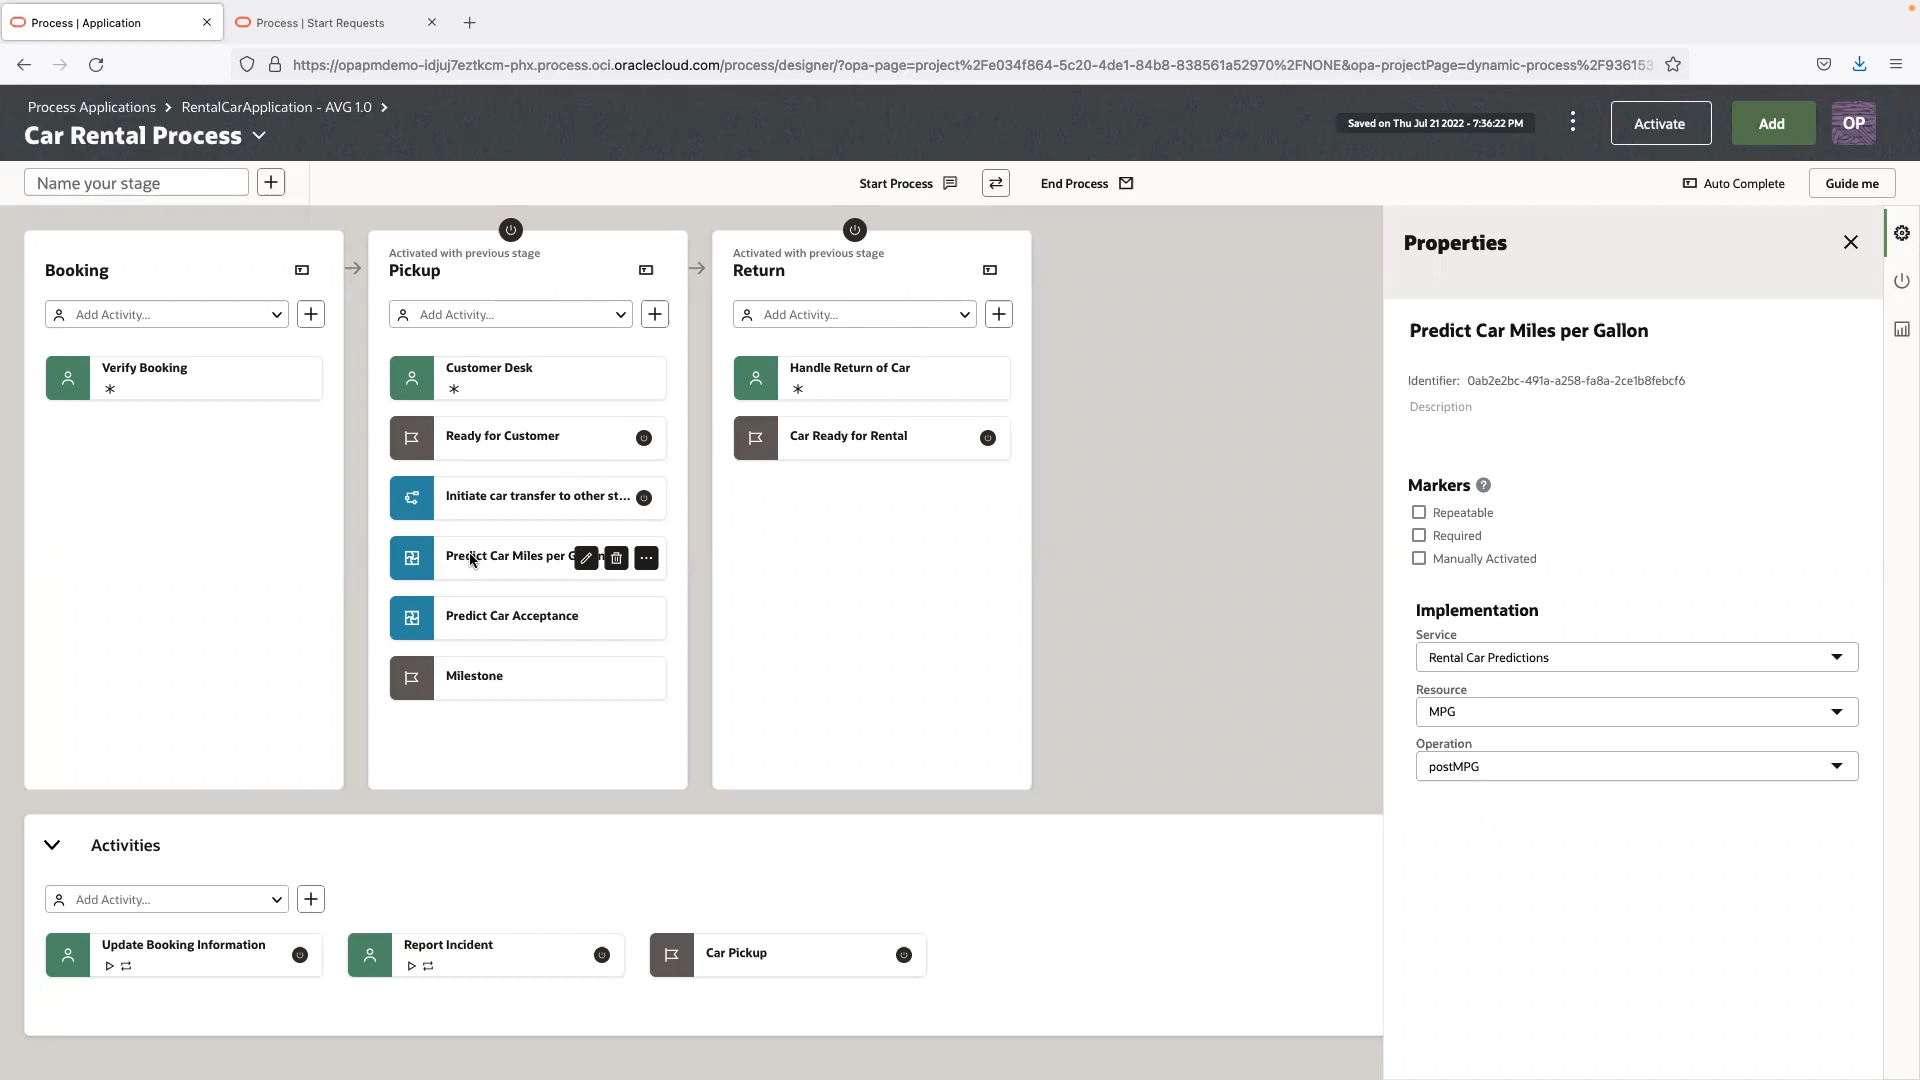 Process | Application
Process | Start Requests
https://opapmdemo-idjuj7eztkcm-phx.process.oci.oraclecloud.com/process/designer/?opa-page=project%2Fe034f864-5c20-4de1-84b8-838561a52970%2FNONE&opa-projectPage=dynamic-process%2F936153
Process Applications > RentalCarApplication - AVG 1.0 >
Car Rental Process
Saved on Thu Jul 21 2022 - 7:36:22 PM
Activate
Add
OP
Name your stage
Start Process
End Process
Auto Complete
Guide me
Booking
Add Activity...
Verify Booking
Activated with previous stage
Pickup
Add Activity...
Customer Desk
Ready for Customer
Initiate car transfer to other st...
Predict Car Miles per G
Predict Car Acceptance
Milestone
Activated with previous stage
Return
Add Activity...
Handle Return of Car
Car Ready for Rental
Activities
Add Activity...
Update Booking Information
Report Incident
Car Pickup
Properties
Predict Car Miles per Gallon
Identifier: 0ab2e2bc-491a-a258-fa8a-2ce1b8febcf6
Description
Markers
Repeatable
Required
Manually Activated
Implementation
Service
Rental Car Predictions
Resource
MPG
Operation
postMPG